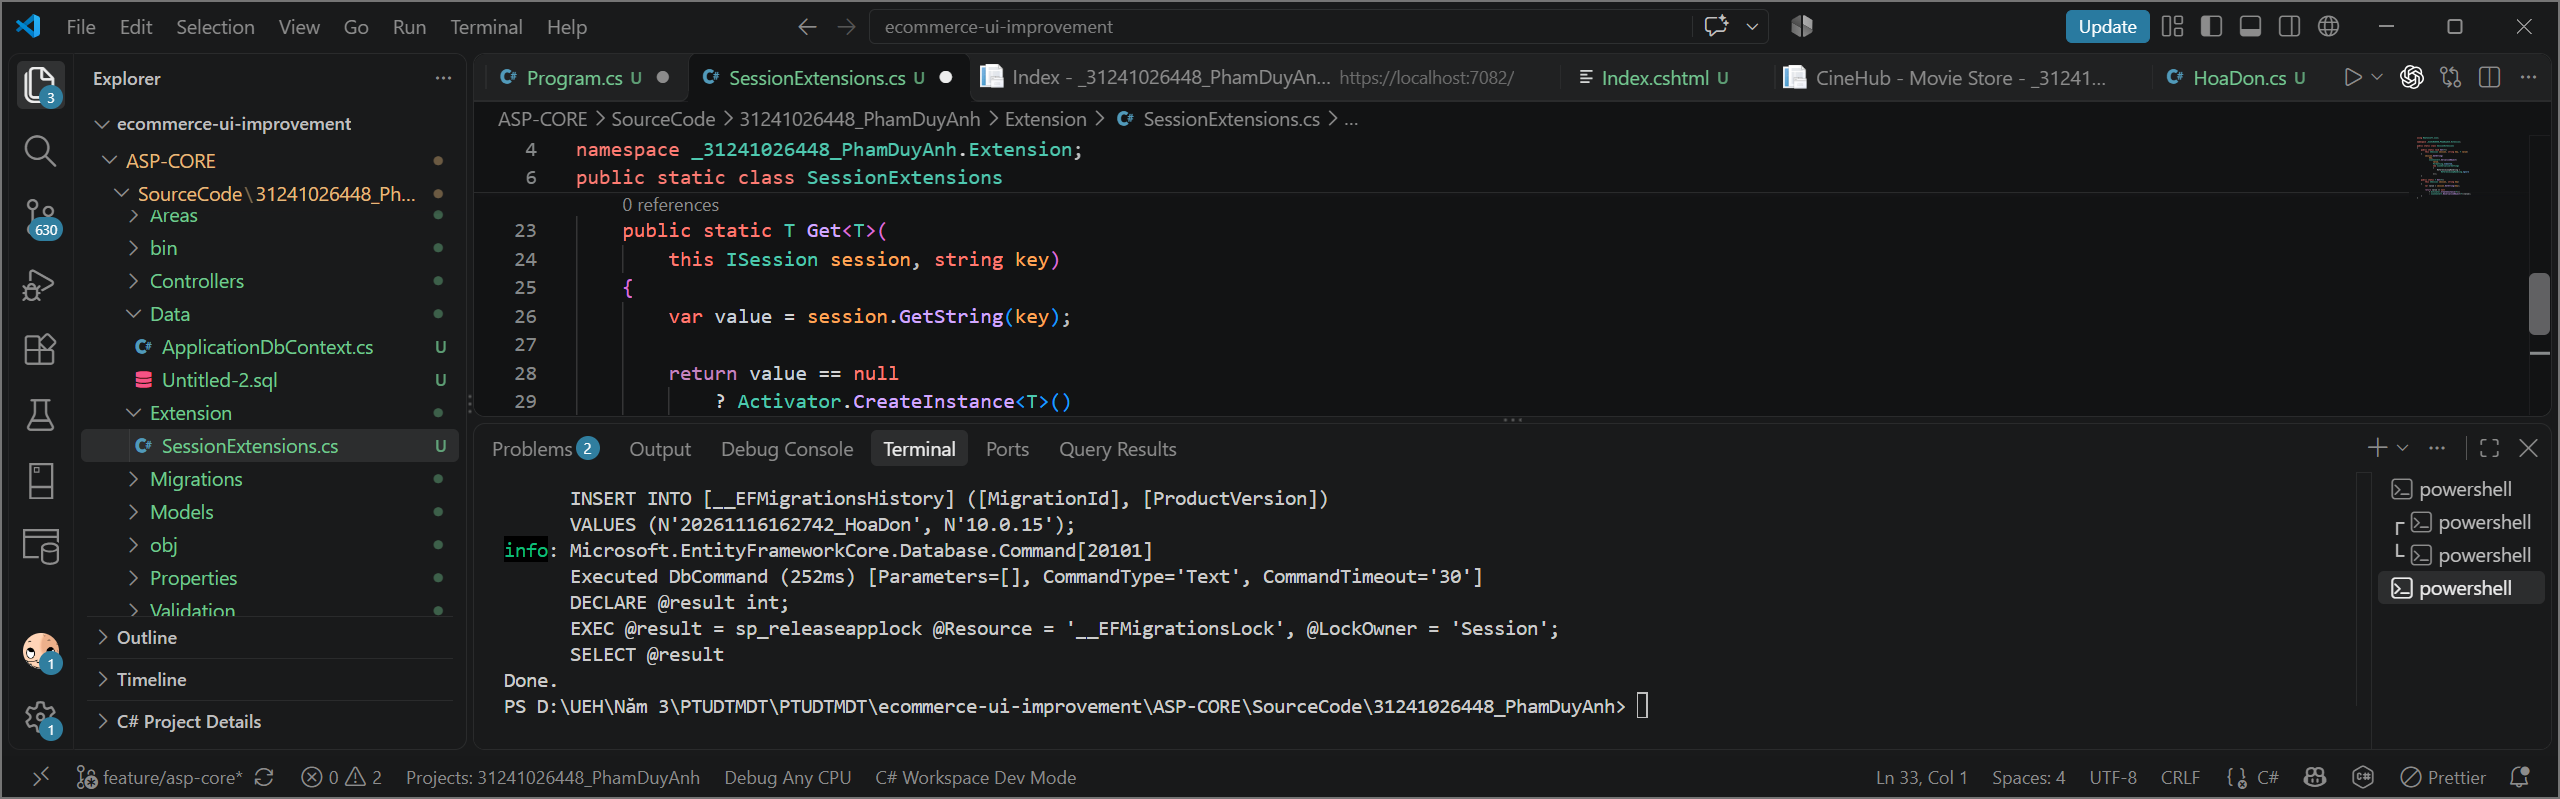 File Edit Selection View Go Run Terminal Help
ecommerce-ui-improvement
Update
Explorer
Program.cs U
SessionExtensions.cs U
Index - _31241026448_PhamDuyAn... https://localhost:7082/
Index.cshtml U
CineHub - Movie Store - _31241...
HoaDon.cs U
3
630
1
1
ecommerce-ui-improvement
ASP-CORE
SourceCode\31241026448_Ph...
Areas
bin
Controllers
Data
ApplicationDbContext.cs U
Untitled-2.sql U
Extension
SessionExtensions.cs U
Migrations
Models
obj
Properties
Validation
Outline
Timeline
C# Project Details
ASP-CORE > SourceCode > 31241026448_PhamDuyAnh > Extension > SessionExtensions.cs > ...
4 namespace _31241026448_PhamDuyAnh.Extension;
6 public static class SessionExtensions
0 references
23 public static T Get<T>(
24 this ISession session, string key)
25 {
26 var value = session.GetString(key);
27
28 return value == null
29 ? Activator.CreateInstance<T>()
Problems 2 Output Debug Console Terminal Ports Query Results
INSERT INTO [__EFMigrationsHistory] ([MigrationId], [ProductVersion])
VALUES (N'20261116162742_HoaDon', N'10.0.15');
info: Microsoft.EntityFrameworkCore.Database.Command[20101]
Executed DbCommand (252ms) [Parameters=[], CommandType='Text', CommandTimeout='30']
DECLARE @result int;
EXEC @result = sp_releaseapplock @Resource = '__EFMigrationsLock', @LockOwner = 'Session';
SELECT @result
Done.
PS D:\UEH\Năm 3\PTUDTMDT\PTUDTMDT\ecommerce-ui-improvement\ASP-CORE\SourceCode\31241026448_PhamDuyAnh>
powershell
powershell
powershell
powershell
feature/asp-core* 0 2 Projects: 31241026448_PhamDuyAnh Debug Any CPU C# Workspace Dev Mode
Ln 33, Col 1 Spaces: 4 UTF-8 CRLF C# Prettier